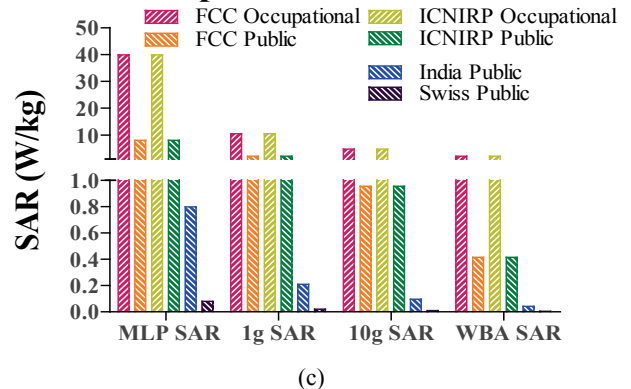 FCC Occupational
FCC Public
ICNIRP Occupational
ICNIRP Public
India Public
Swiss Public
SAR (W/kg)
50
40
30
20
10
1.0
0.8
0.6
0.4
0.2
0.0
MLP SAR 1g SAR 10g SAR WBA SAR
(c)